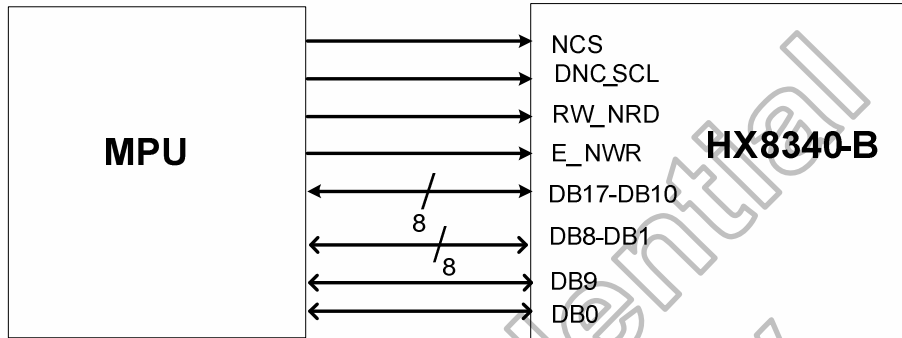 NCS
DNC_SCL
RW_NRD
MPU
E_NWR
HX8340-B
DB17-DB10
8
DB8-DB1
8
DB9
DB0